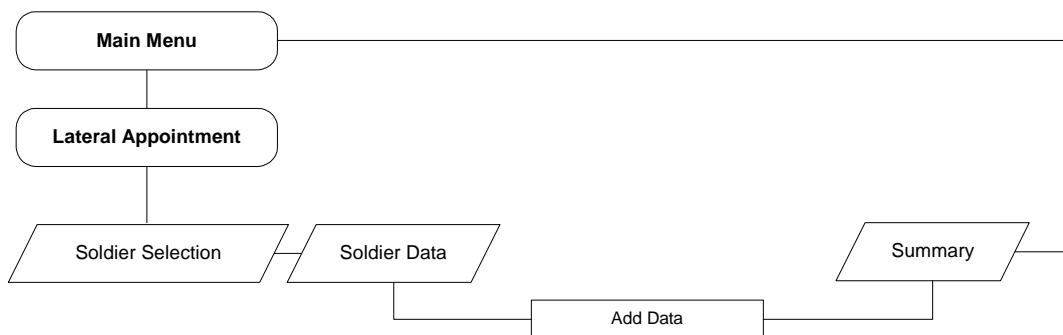 Main Menu
Lateral Appointment
Soldier Selection
Soldier Data
Summary
Add Data